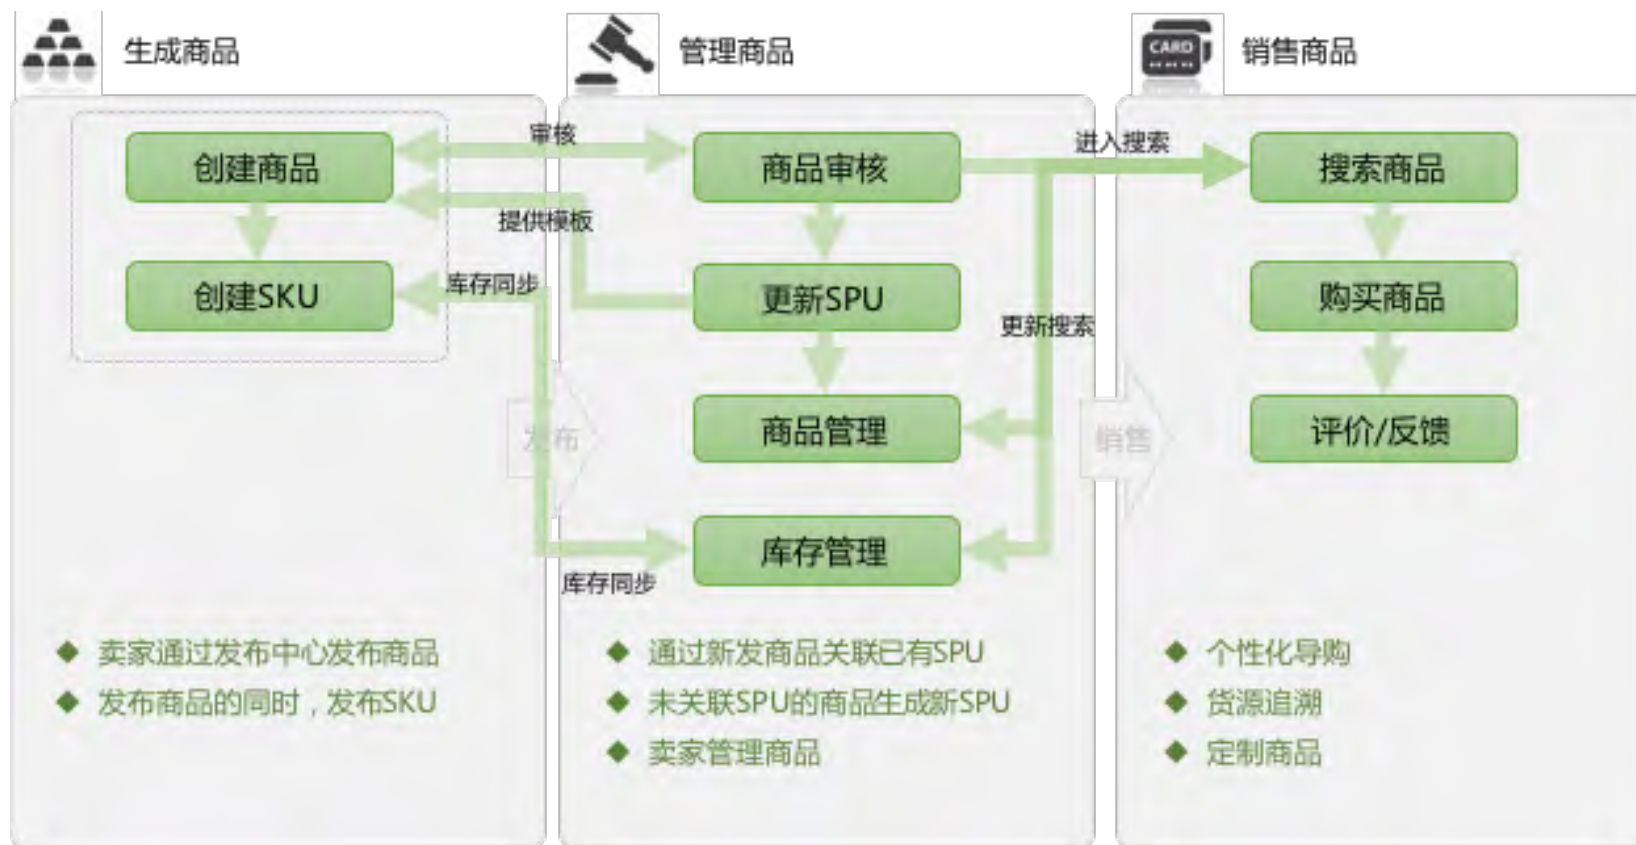 生成商品
管理商品
CARD
销售商品
创建商品
审核
商品审核
进入搜索
搜索商品
提供模板
创建SKU
库存同步
更新SPU
更新搜索
购买商品
发布
商品管理
销售
评价/反馈
库存管理
库存同步
卖家通过发布中心发布商品
发布商品的同时，发布SKU
通过新发商品关联已有SPU
未关联SPU的商品生成新SPU
卖家管理商品
个性化导购
货源追溯
定制商品